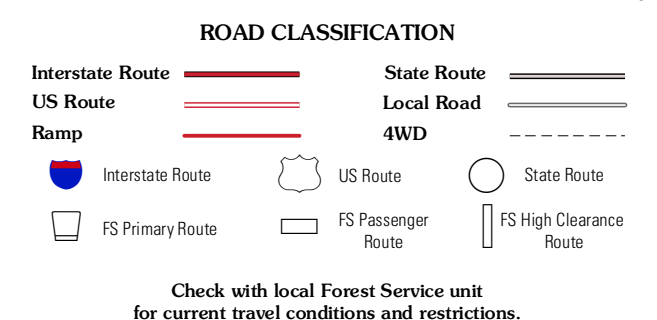 ROAD CLASSIFICATION
Interstate Route
State Route
US Route
Local Road
Ramp
4WD
Interstate Route
US Route
State Route
FS Primary Route
FS Passenger
Route
FS High Clearance
Route
Check with local Forest Service unit
for current travel conditions and restrictions.